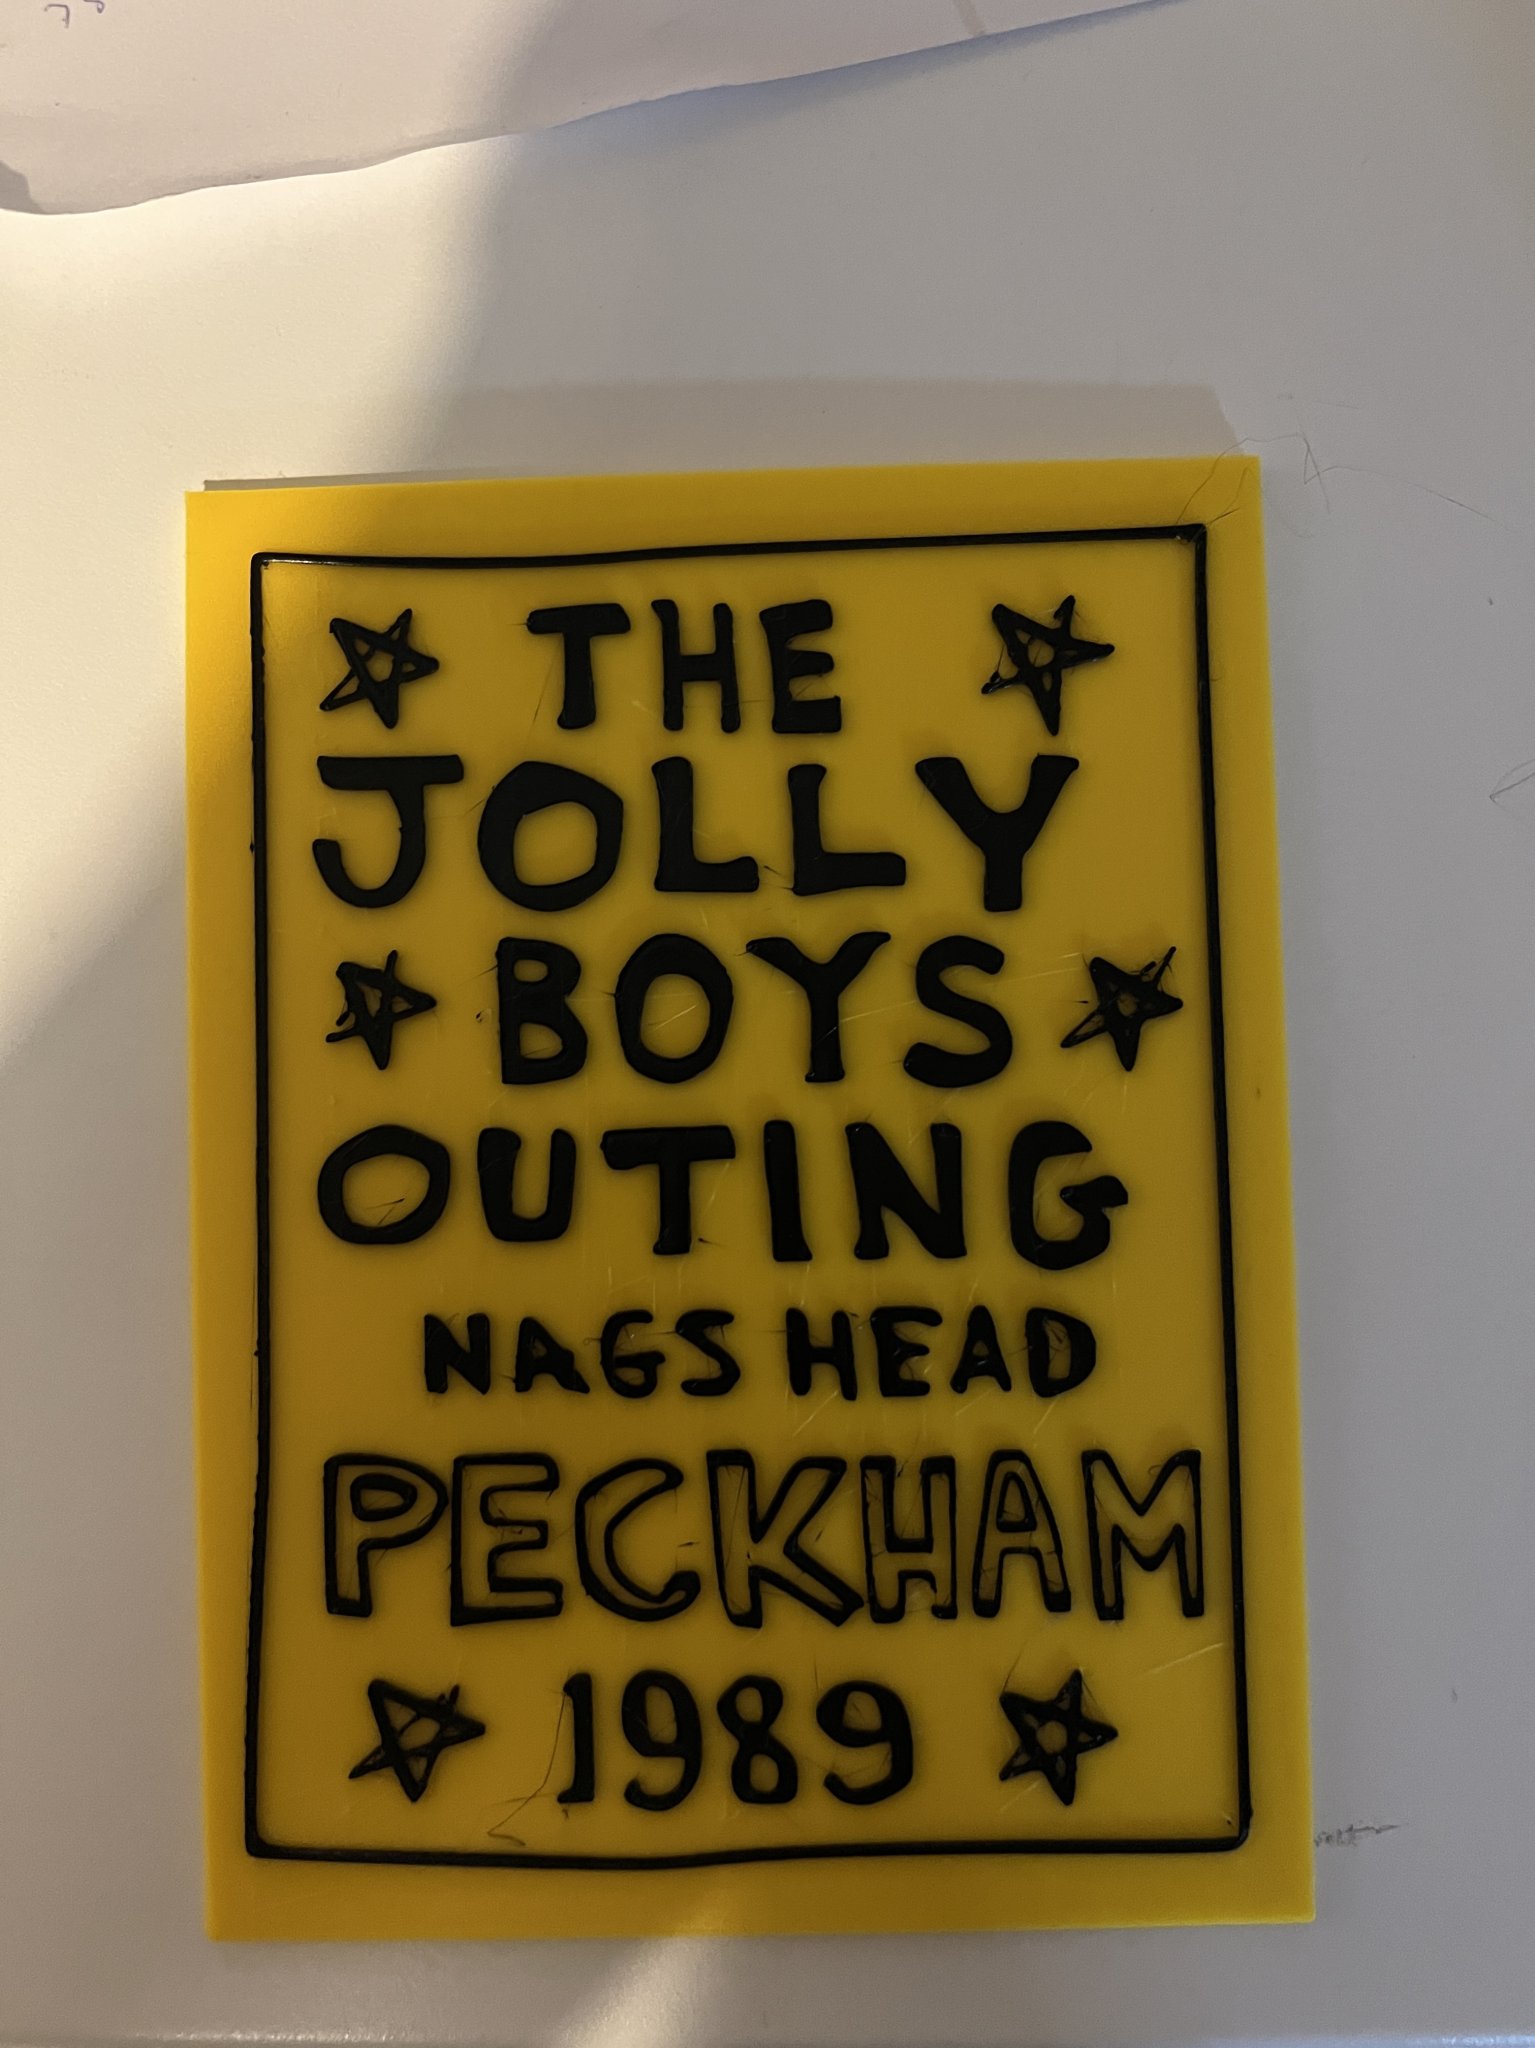 THE
JOLLY
BOYS
OUTING
NAGS HEAD
PECKHAM
1989